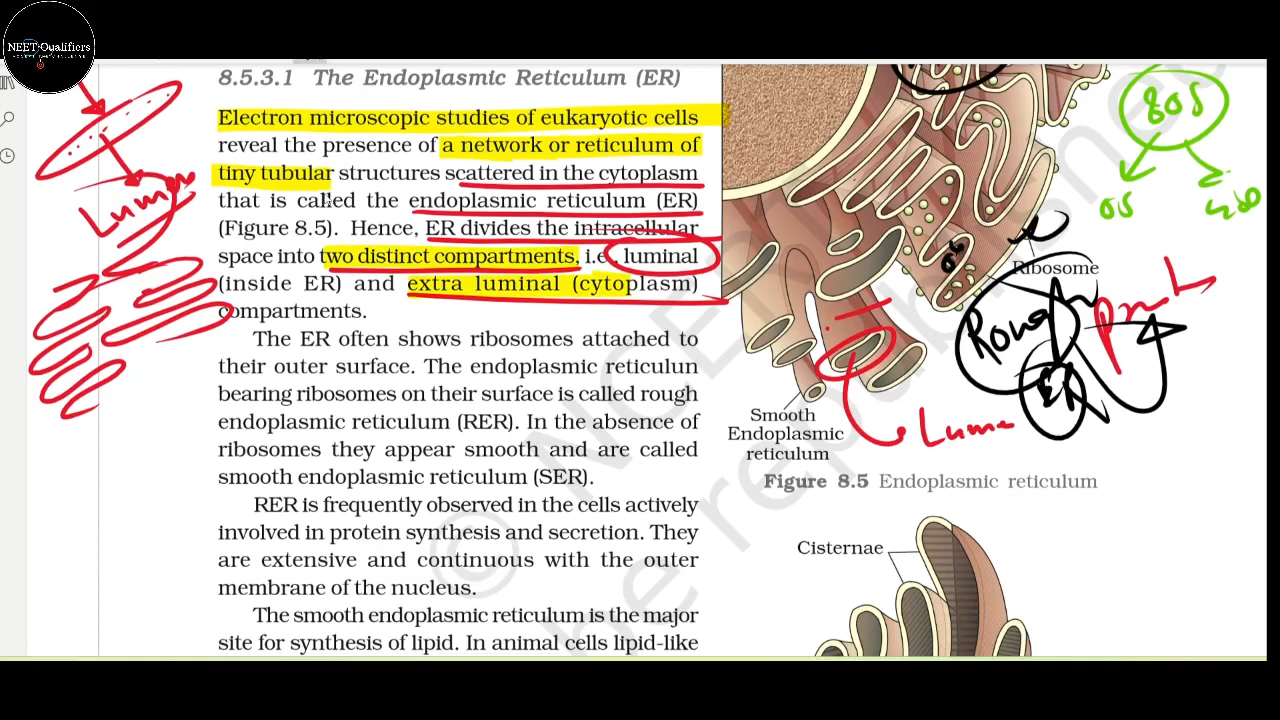 NEET Qualifiers
8.5.3.1 The Endoplasmic Reticulum (ER)
Electron microscopic studies of eukaryotic cells
reveal the presence of a network or reticulum of
tiny tubular structures scattered in the cytoplasm
that is called the endoplasmic reticulum (ER)
(Figure 8.5). Hence, ER divides the intracellular
space into two distinct compartments, i.e., luminal
(inside ER) and extra luminal (cytoplasm)
compartments.
The ER often shows ribosomes attached to
their outer surface. The endoplasmic reticulun
bearing ribosomes on their surface is called rough
endoplasmic reticulum (RER). In the absence of
ribosomes they appear smooth and are called
smooth endoplasmic reticulum (SER).
RER is frequently observed in the cells actively
involved in protein synthesis and secretion. They
are extensive and continuous with the outer
membrane of the nucleus.
The smooth endoplasmic reticulum is the major
site for synthesis of lipid. In animal cells lipid-like
80S
Ribosome
Rough
ER
Lume
Smooth
Endoplasmic
reticulum
Figure 8.5 Endoplasmic reticulum
Cisternae
© NCERT
be republished